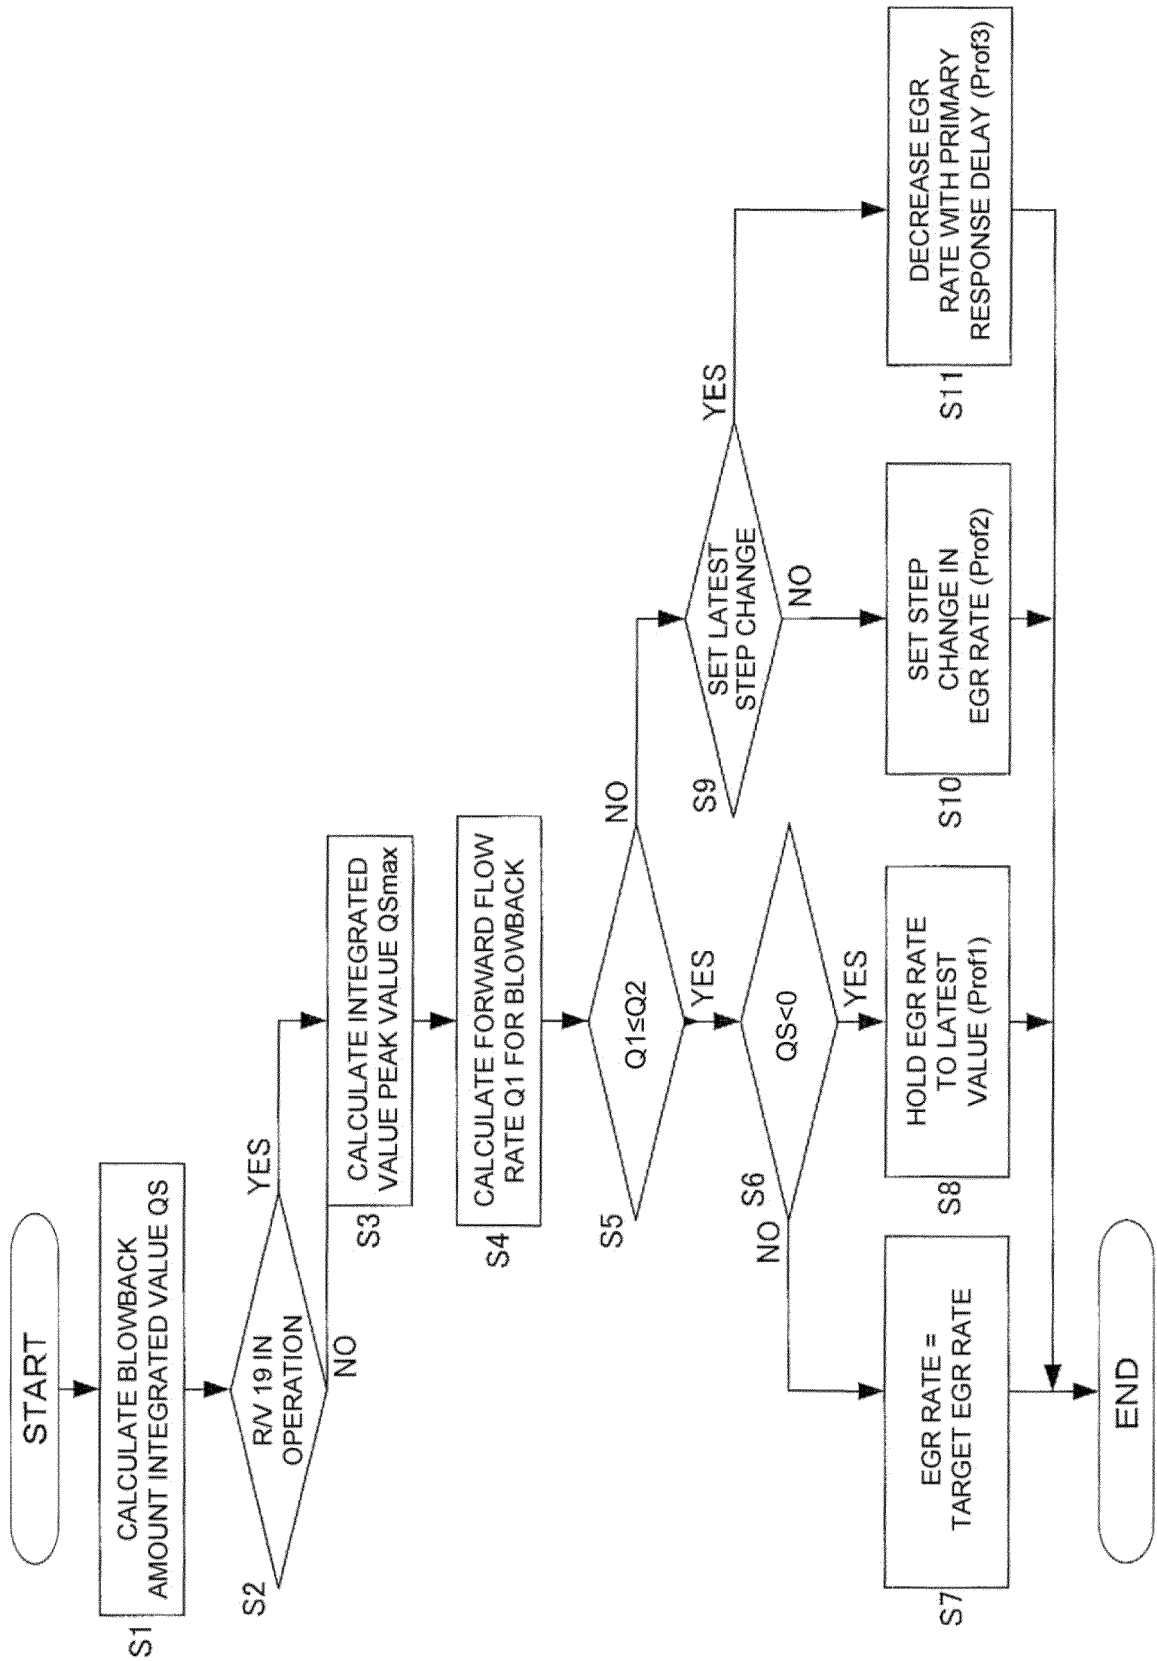 START
CALCULATE BLOWBACK
AMOUNT INTEGRATED VALUE QS
S1
R/V 19 IN
OPERATION
S2
YES
NO
CALCULATE INTEGRATED
VALUE PEAK VALUE QSmax
S3
CALCULATE FORWARD FLOW
RATE Q1 FOR BLOWBACK
S4
Q1≤Q2
S5
NO
YES
QS<0
S6
NO
YES
SET LATEST
STEP CHANGE
S9
YES
NO
EGR RATE =
TARGET EGR RATE
S7
HOLD EGR RATE
TO LATEST
VALUE (Prof1)
S8
SET STEP
CHANGE IN
EGR RATE (Prof2)
S10
DECREASE EGR
RATE WITH PRIMARY
RESPONSE DELAY (Prof3)
S11
END